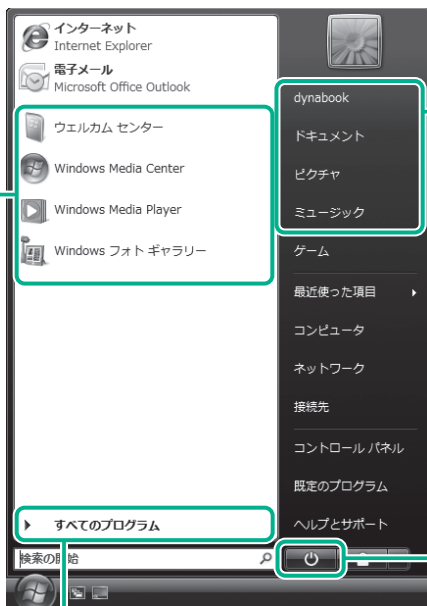 インターネット
Internet Explorer
電子メール
Microsoft Office Outlook
ウェルカム センター
Windows Media Center
Windows Media Player
Windows フォト ギャラリー
すべてのプログラム
検索の開始
dynabook
ドキュメント
ピクチャ
ミュージック
ゲーム
最近使った項目
コンピュータ
ネットワーク
接続先
コントロール パネル
既定のプログラム
ヘルプとサポート